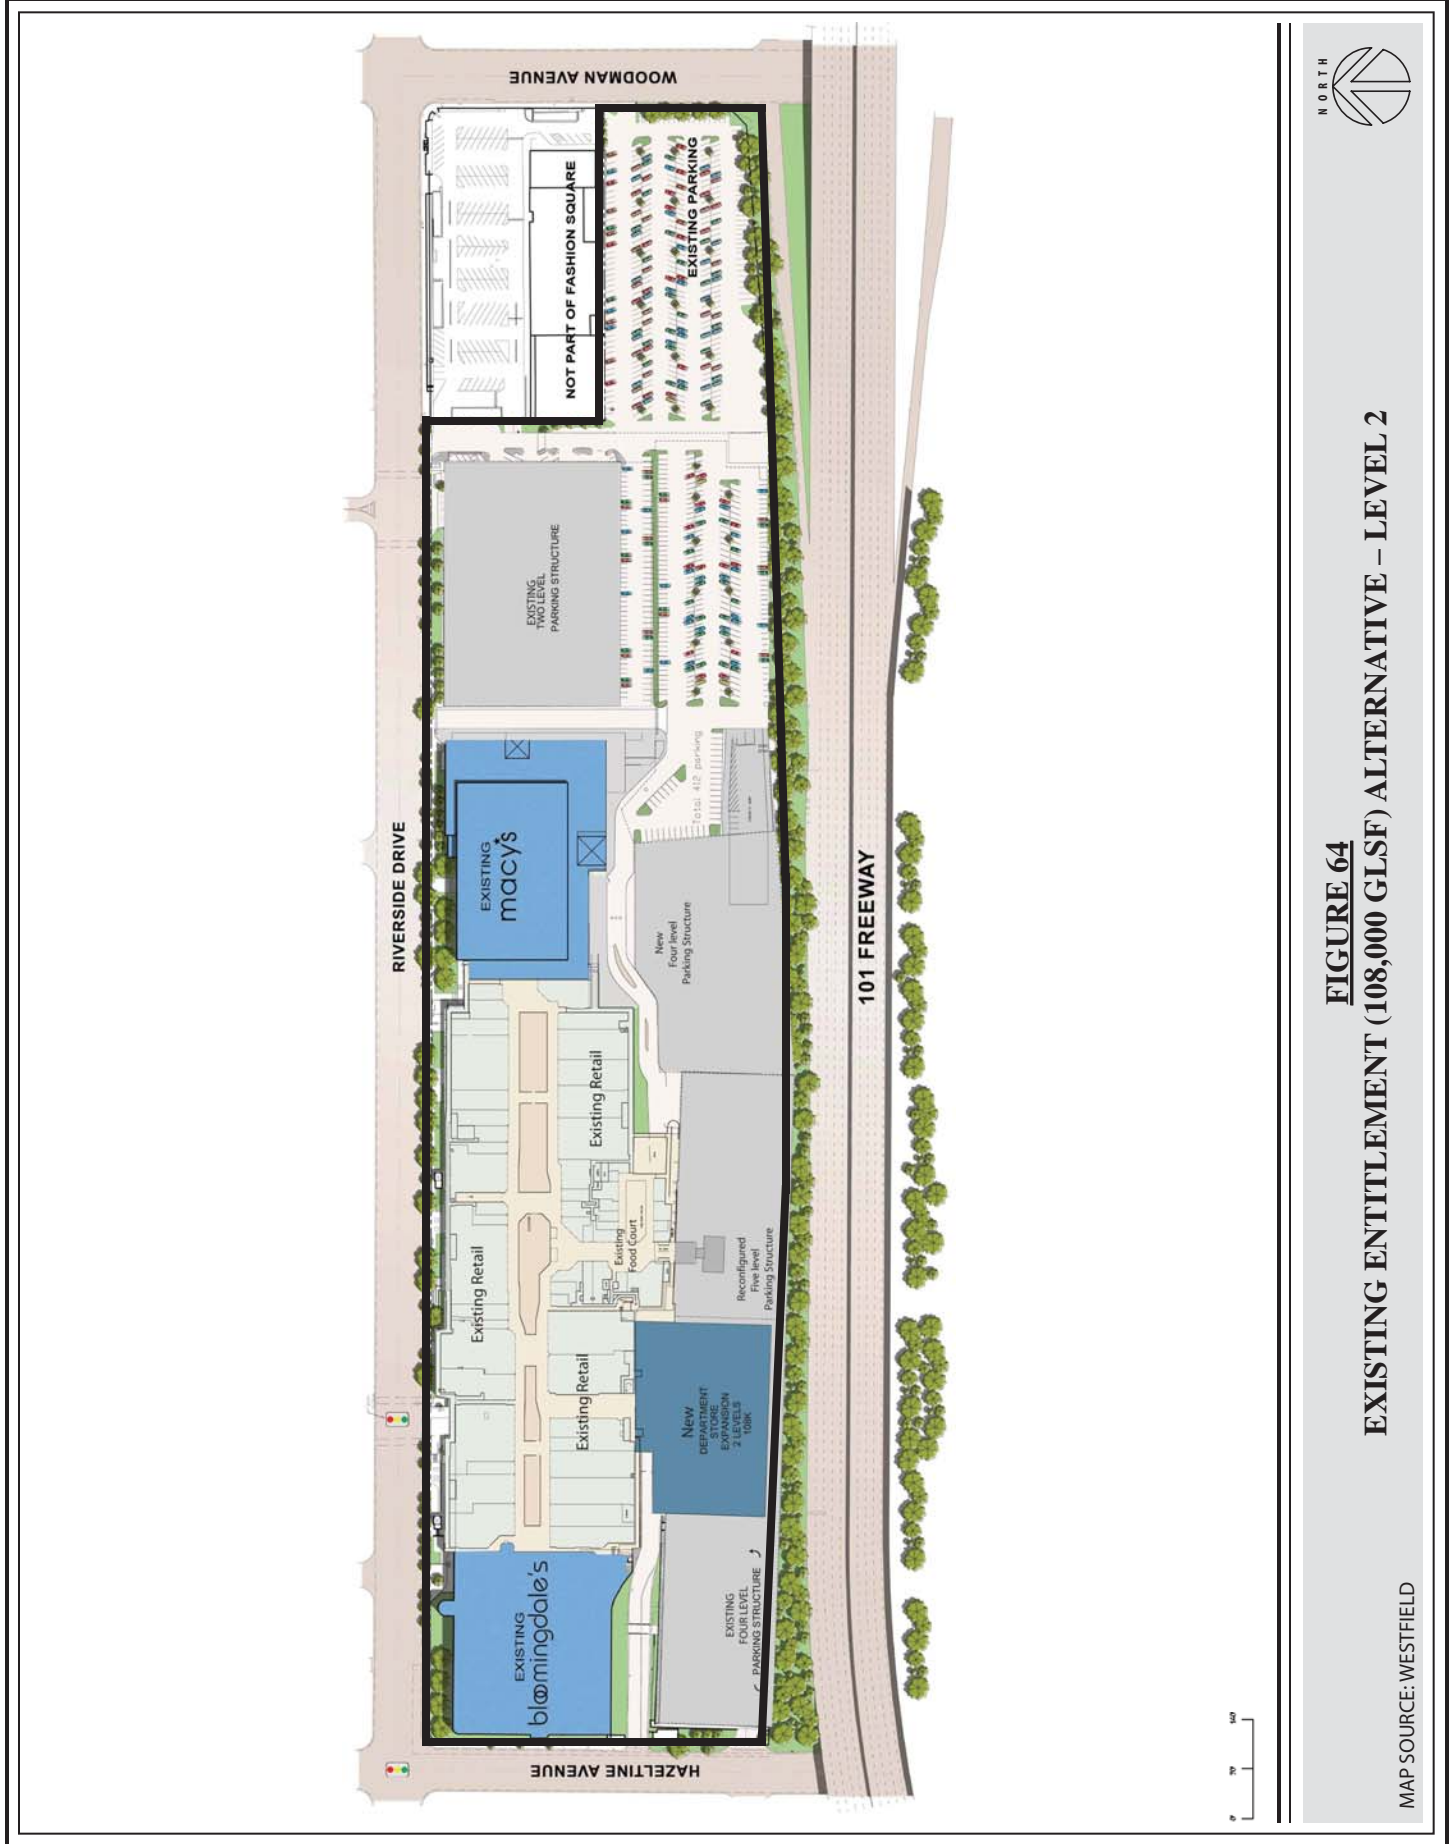 WOODMAN AVENUE
NOT PART OF FASHION SQUARE
EXISTING PARKING
EXISTING
TWO LEVEL
PARKING STRUCTURE
RIVERSIDE DRIVE
EXISTING
macy's
Total 412 parking
New
Four level
Parking Structure
101 FREEWAY
Existing Retail
Existing Retail
Existing
Food Court
Reconfigured
Five level
Parking Structure
Existing Retail
New
DEPARTMENT
STORE
EXPANSION
2 LEVELS
108K
EXISTING
bloomingdale's
EXISTING
FOUR LEVEL
PARKING STRUCTURE
HAZELTINE AVENUE
NORTH
FIGURE 64
EXISTING ENTITLEMENT (108,000 GLSF) ALTERNATIVE – LEVEL 2
MAP SOURCE: WESTFIELD